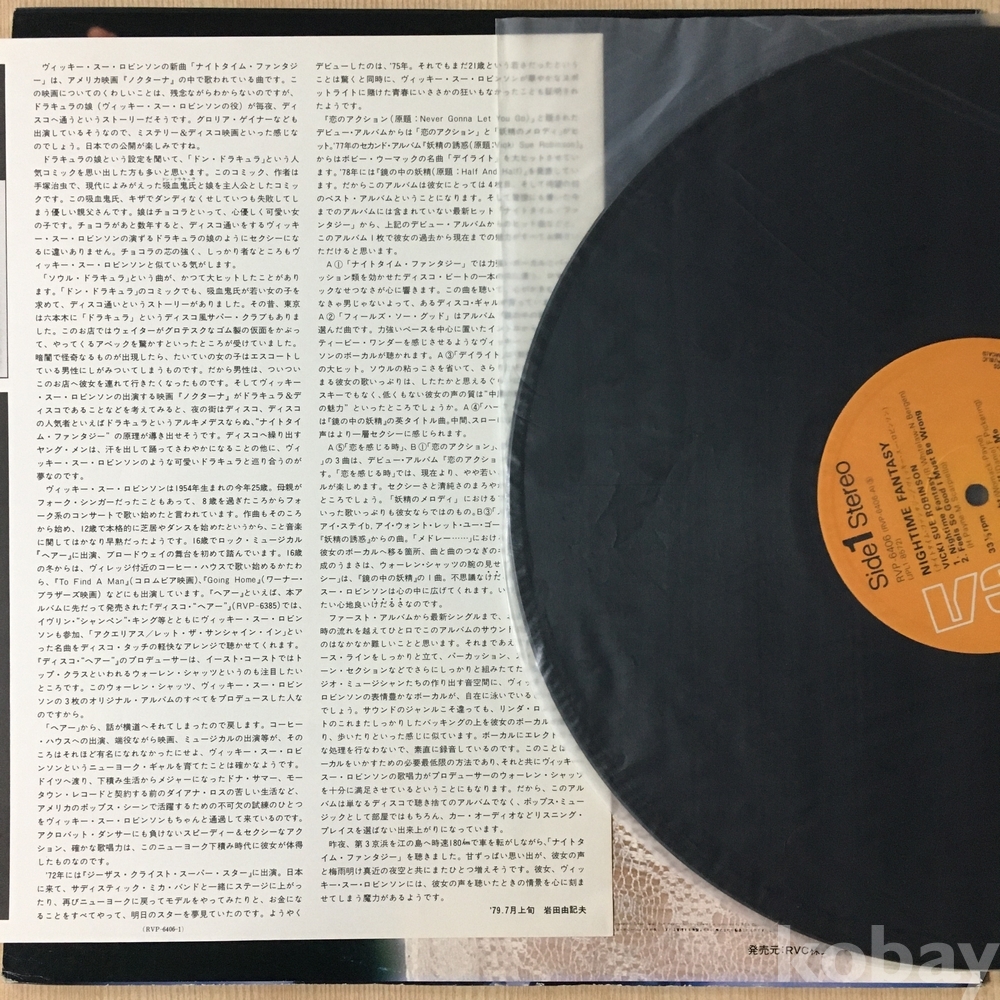 ヴィッキー・スー・ロビンソンの新曲「ナイトタイム・ファンタジ
ー」は、アメリカ映画『ノクターナ』の中で歌われている曲です。こ
の映画についてのくわしいことは、残念ながらわからないのですが、
ドラキュラの娘(ヴィッキー・スー・ロビンソンの役)が毎夜、ディ
スコへ通うというストーリーだそうです。グロリア・ゲイナーなども
出演しているそうなので、ミステリー&ディスコ映画といった感じな
のでしょう。日本での公開が楽しみですね。
ドラキュラの娘という設定を聞いて、「ドン・ドラキュラ」という人
気コミックを思い出した方も多いと思います。このコミック、作者は
手塚治虫で、現代によみがえった吸血鬼氏と娘を主人公としたコミッ
クです。この吸血鬼氏、キザでダンディなくせしていつも失敗してし
まう優しい親父さんです。娘はチョコラといって、心優しく可愛い女
の子です。チョコラがあと数年すると、ディスコ通いをするヴィッキ
ー・スー・ロビンソンの演ずるドラキュラの娘のようにセクシーにな
るに違いありません。チョコラの芯の強く、しっかり者なところもヴ
ィッキー・スー・ロビンソンと似ている気がします。
「ソウル・ドラキュラ」という曲が、かつて大ヒットしたことがあり
ます。「ドン・ドラキュラ」のコミックでも、吸血鬼氏が若い女の子を
求めて、ディスコ通いというストーリーがありました。その昔、東京
は六本木に「ドラキュラ」というディスコ風サパー・クラブもありま
した。このお店ではウェイターがグロテスクなゴム製の仮面をかぶっ
て、やってくるアベックを驚かすといったところが受けていました。
暗闇で怪奇なるものが出現したら、たいていの女の子はエスコートし
ている男性にしがみついてしまうものです。だから男性は、ついつい
このお店へ彼女を連れて行きたくなったものです。そしてヴィッキー
・スー・ロビンソンの出演する映画『ノクターナ』がドラキュラ&デ
ィスコであることなどを考えてみると、夜の街はディスコ、ディスコ
の人気者といえばドラキュラというアルキメデスならぬ、"ナイトタイ
ム・ファンタジー" の原理が導き出せそうです。ディスコへ繰り出す
ヤング・メンは、汗を出して踊ってさわやかになることの他に、ヴィ
ッキー・スー・ロビンソンのような可愛いドラキュラと巡り合うのが
夢なのです。
ヴィッキー・スー・ロビンソンは1954年生まれの今年25歳。母親が
フォーク・シンガーだったこともあって、8歳を過ぎたころからフォ
ーク系のコンサートで歌い始めたと言われています。作曲もそのころ
から始め、12歳で本格的に芝居やダンスを始めたというから、こと音楽
に関してはかなり早熟だったようです。16歳でロック・ミュージカル
『ヘアー』に出演、ブロードウェイの舞台を初めて踏んでいます。16歳
の冬からは、ヴィレッジ付近のコーヒー・ハウスで歌い始めるかたわ
ら、『To Find A Man』(コロムビア映画)、『Going Home』(ワーナー・
ブラザーズ映画)などにも出演しています。「ヘアー」といえば、本ア
ルバムに先だって発売された『ディスコ・"ヘアー"』(RVP-6385)では、
イヴリン・"シャンペン"・キング等とともにヴィッキー・スー・ロビン
ソンも参加、「アクエリアス/レット・ザ・サンシャイン・イン」とい
った名曲をディスコ・タッチの軽快なアレンジで聴かせてくれます。
『ディスコ・"ヘアー"』のプロデューサーは、イースト・コーストではト
ップ・クラスといわれるウォーレン・シャッツというのも注目したい
ところです。このウォーレン・シャッツ、ヴィッキー・スー・ロビン
ソンの3枚のオリジナル・アルバムのすべてをプロデュースした人な
のですから。
「ヘアー」から、話が横道へそれてしまったので戻します。コーヒー
・ハウスへの出演、端役ながら映画、ミュージカルの出演等が、その
ころはそれほど有名になれなかったにせよ、ヴィッキー・スー・ロビ
ンソンというニューヨーク・ギャルを育てたことは確かなようです。
ドイツへ渡り、下積み生活からメジャーになったドナ・サマー、モー
タウン・レコードと契約する前のダイアナ・ロスの苦しい生活など、
アメリカのポップス・シーンで活躍するための不可欠の試練のひとつ
をヴィッキー・スー・ロビンソンもちゃんと通過して来ているのです。
アクロバット・ダンサーにも負けないスピーディー&セクシーなアク
ション、確かな歌唱力は、このニューヨーク下積み時代に彼女が体得
したものなのです。
'72年には『ジーザス・クライスト・スーパー・スター』に出演。日本
に来て、サディスティック・ミカ・バンドと一緒にステージに上がっ
たり、再びニューヨークに戻ってモデルをやってみたりと、お金にな
ることをすべてやって、明日のスターを夢見ていたのです。ようやく
(RVP-6406-1)
デビューしたのは、'75年。それでもまだ21歳と
ことは驚くと同時に、ヴィッキー・スー・ロビンソンが
ットライトに賭けた青春にいささかの狂いもなかった
たようです。
「恋のアクション(原題:Never Gonna Let You Go)」
デビュー・アルバムからは「恋のアクション」と「妖精のメロディ」が
ット。'77年のセカンド・アルバム『妖精の誘惑(原題:Vicki Sue Robinson)』
からはボビー・ウーマックの名曲「デイライト」
す。'78年には『鏡の中の妖精(原題:Half And Half)』
ます。だからこのアルバムは彼女にとっては4枚
のベスト・アルバムということになります。
までのアルバムには含まれていない最新ヒット
ンタジー」から、上記のデビュー・アルバムか
このアルバム1枚で彼女の過去から現在までの
ただけると思います。
A①「ナイトタイム・ファンタジー」では力強
ッション類を効かせたディスコ・ビートの一本
ックなせつなさが心に響きます。この曲を聴い
なきゃ男じゃないよって、あるディスコ・ギャル
A②「フィールズ・ソー・グッド」はアルバム
選んだ曲です。力強いベースを中心に置いたイ
ティービー・ワンダーを感じさせるようなヴィ
ソンのボーカルが聴かれます。A③「デイライト
の大ヒット。ソウルの粘っこさを省いて、さら
まる彼女の歌いっぷりは、したたかと思えるぐ
スキーでもなく、低くもない彼女の声の質は"中
の魅力" といったところでしょうか。A④「ハー
は『鏡の中の妖精』の英タイトル曲。中間、スロー
声はより一層セクシーに感じられます。
A⑤「恋を感じる時」、B①「恋のアクション」、
」の3曲は、デビュー・アルバム『恋のアクショ
す。「恋を感じる時」では、現在より、やや若い
ルが楽しめます。セクシーさと清純さのまろや
ところでしょう。「妖精のメロディ」における
いった歌いっぷりも彼女ならではのもの。B③「
アイ・ステイb. アイ・ウォント・レット・ユー・ゴー
『妖精の誘惑』からの曲。「メドレー……」におけ
彼女のボーカルへ移る箇所、曲と曲のつなぎの
成のうまさは、ウォーレン・シャッツの腕の見せ
シー」は、『鏡の中の妖精』の1曲。不思議なけだ
スー・ロビンソンは心の中に広げてくれます。い
たい心地良いけだるさなのです。
ファースト・アルバムから最新シングルまで、
時の流れを越えてひと口でこのアルバムのサウン
のはなかなか難しいことと思います。それまであえ
ース・ラインをしっかりと立て、パーカッション、
ーン・セクションなどでさらにしっかりと組みたてた
ジオ・ミュージシャンたちの作り出す音空間に、ヴィ
ロビンソンの表情豊かなボーカルが、自在に泳いでいる
でしょう。サウンドのジャンルこそ違っても、リンダ・ロ
トのこれまたしっかりしたバッキングの上を彼女のボーカル
り、歩いたりといった感じに似ています。ボーカルにエレクト
な処理を行なわないで、素直に録音しているのです。このことは
ーカルをいかすための必要最低限の方法であり、それと共にヴィッキ
ー・スー・ロビンソンの歌唱力がプロデューサーのウォーレン・シャッツ
を十分に満足させているということにもなります。だから、このアル
バムは単なるディスコで聴き捨てのアルバムでなく、ポップス・ミュー
ジックとして部屋ではもちろん、カー・オーディオなどリスニング・
プレイスを選ばない出来上がりになっています。
昨夜、第3京浜を江の島へ時速180kmで車を転がしながら、「ナイトタ
イム・ファンタジー」を聴きました。甘ずっぱい思い出が、彼女の声
と梅雨明け真近の夜空と共にまたひとつ増えそうです。彼女、ヴィッ
キー・スー・ロビンソンには、彼女の声を聴いたときの情景を心に刻ま
せてしまう魔力があるようです。
'79.7月上旬 岩田由記夫
Side1 Stereo
RVP-6406 (RVP-6406-A)
NIGHTIME FANTASY
VICKI SUE ROBINSON
1. Nightime Fantasy
2. Feels So Good It Must Be Wrong
33⅓ rpm
発売元:RVC株
kobay